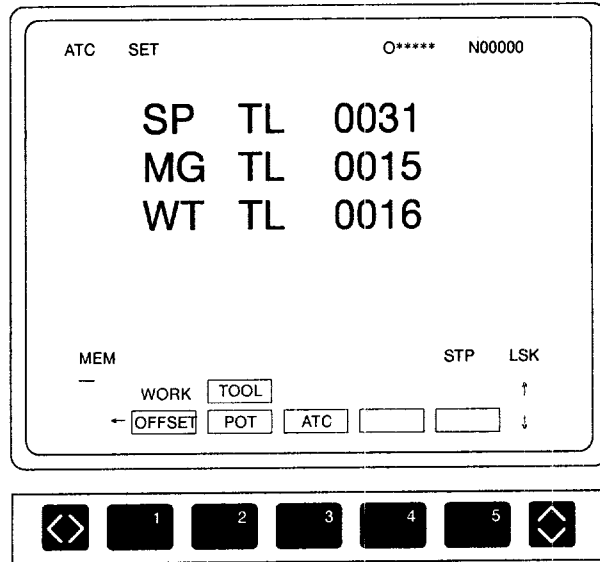 ATC SET O***** N00000
SP TL 0031
MG TL 0015
WT TL 0016
MEM STP LSK
WORK TOOL ↑
← OFFSET POT ATC ↓
1 2 3 4 5